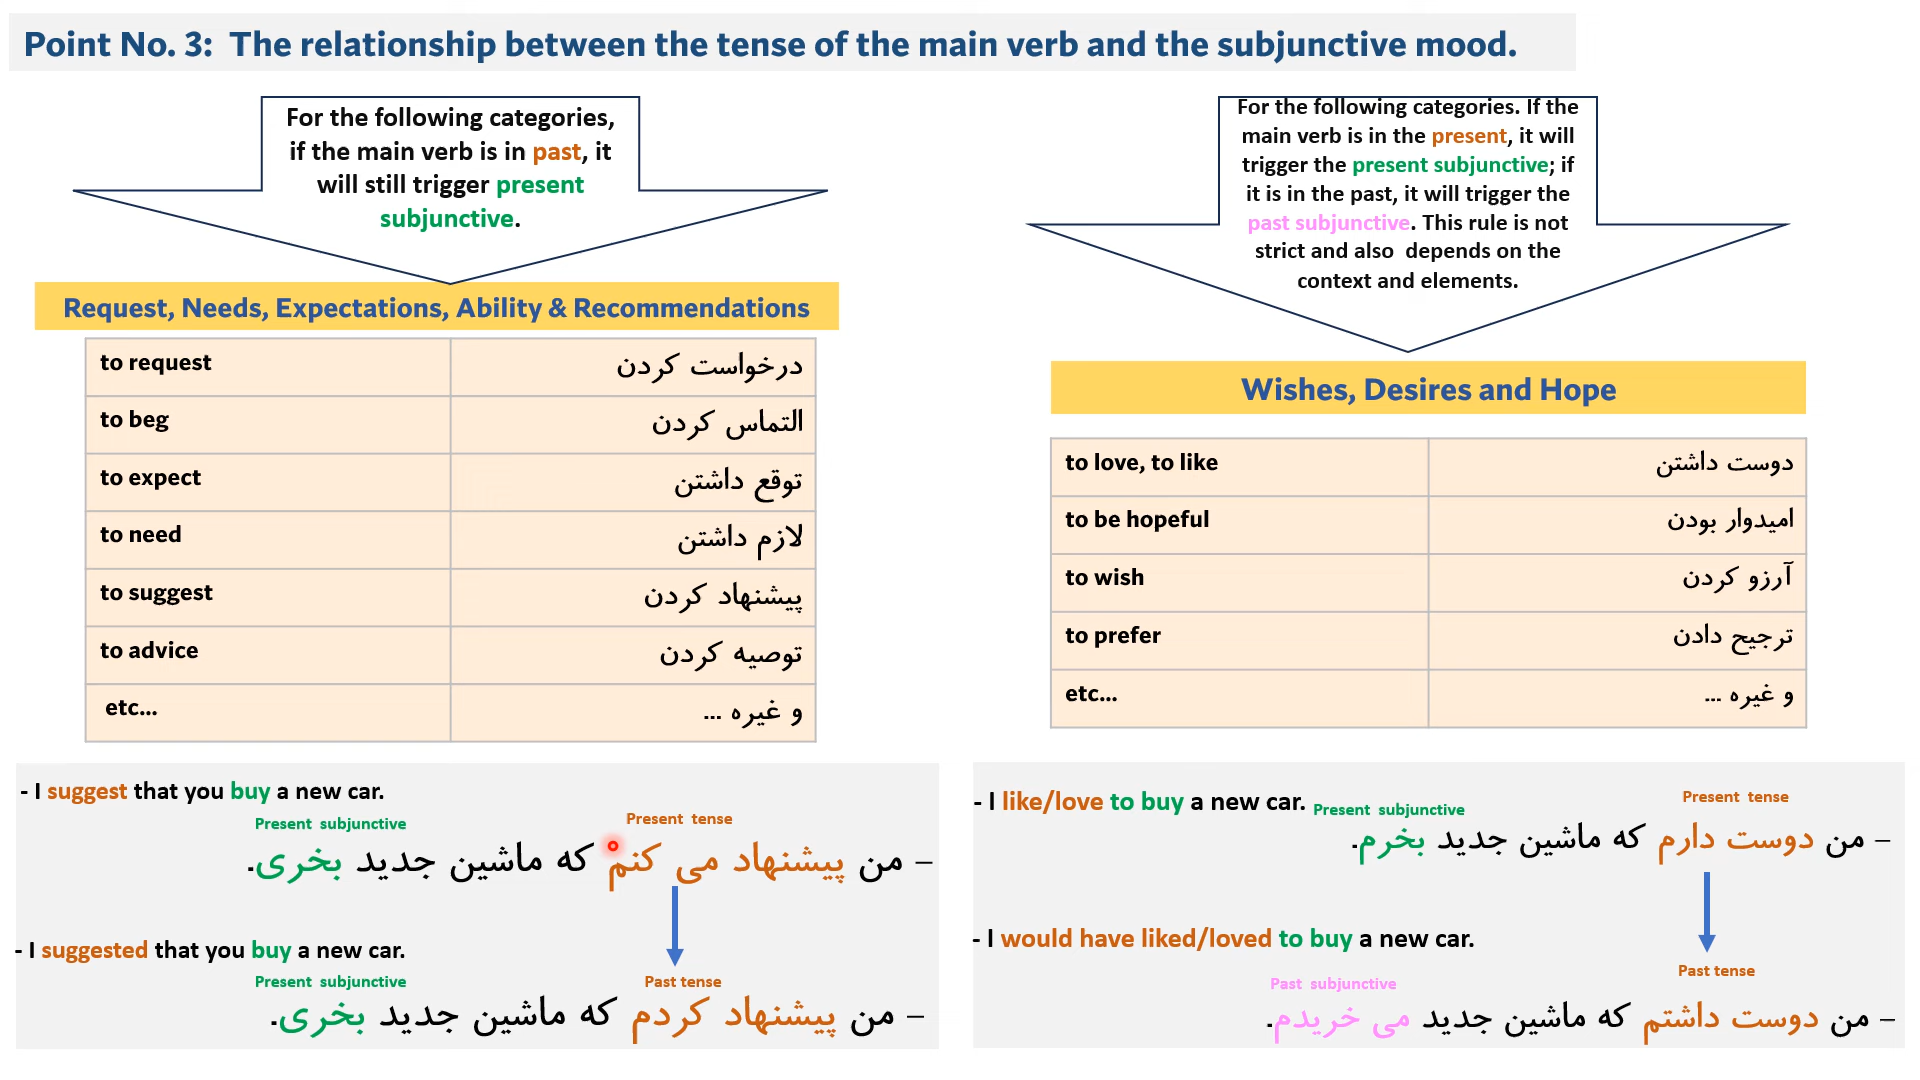 Point No. 3: The relationship between the tense of the main verb and the subjunctive mood.
For the following categories,
if the main verb is in past, it
will still trigger present
subjunctive.
Request, Needs, Expectations, Ability & Recommendations
to request درخواست کردن
to beg التماس کردن
to expect توقع داشتن
to need لازم داشتن
to suggest پیشنهاد کردن
to advice توصیه کردن
etc... و غیره ...
- I suggest that you buy a new car.
Present subjunctive Present tense
– من پیشنهاد می کنم که ماشین جدید بخری.
- I suggested that you buy a new car.
Present subjunctive Past tense
– من پیشنهاد کردم که ماشین جدید بخری.
For the following categories. If the
main verb is in the present, it will
trigger the present subjunctive; if
it is in the past, it will trigger the
past subjunctive. This rule is not
strict and also depends on the
context and elements.
Wishes, Desires and Hope
to love, to like دوست داشتن
to be hopeful امیدوار بودن
to wish آرزو کردن
to prefer ترجیح دادن
etc... و غیره ...
- I like/love to buy a new car.
Present subjunctive Present tense
– من دوست دارم که ماشین جدید بخرم.
- I would have liked/loved to buy a new car.
Past subjunctive Past tense
– من دوست داشتم که ماشین جدید می خریدم.